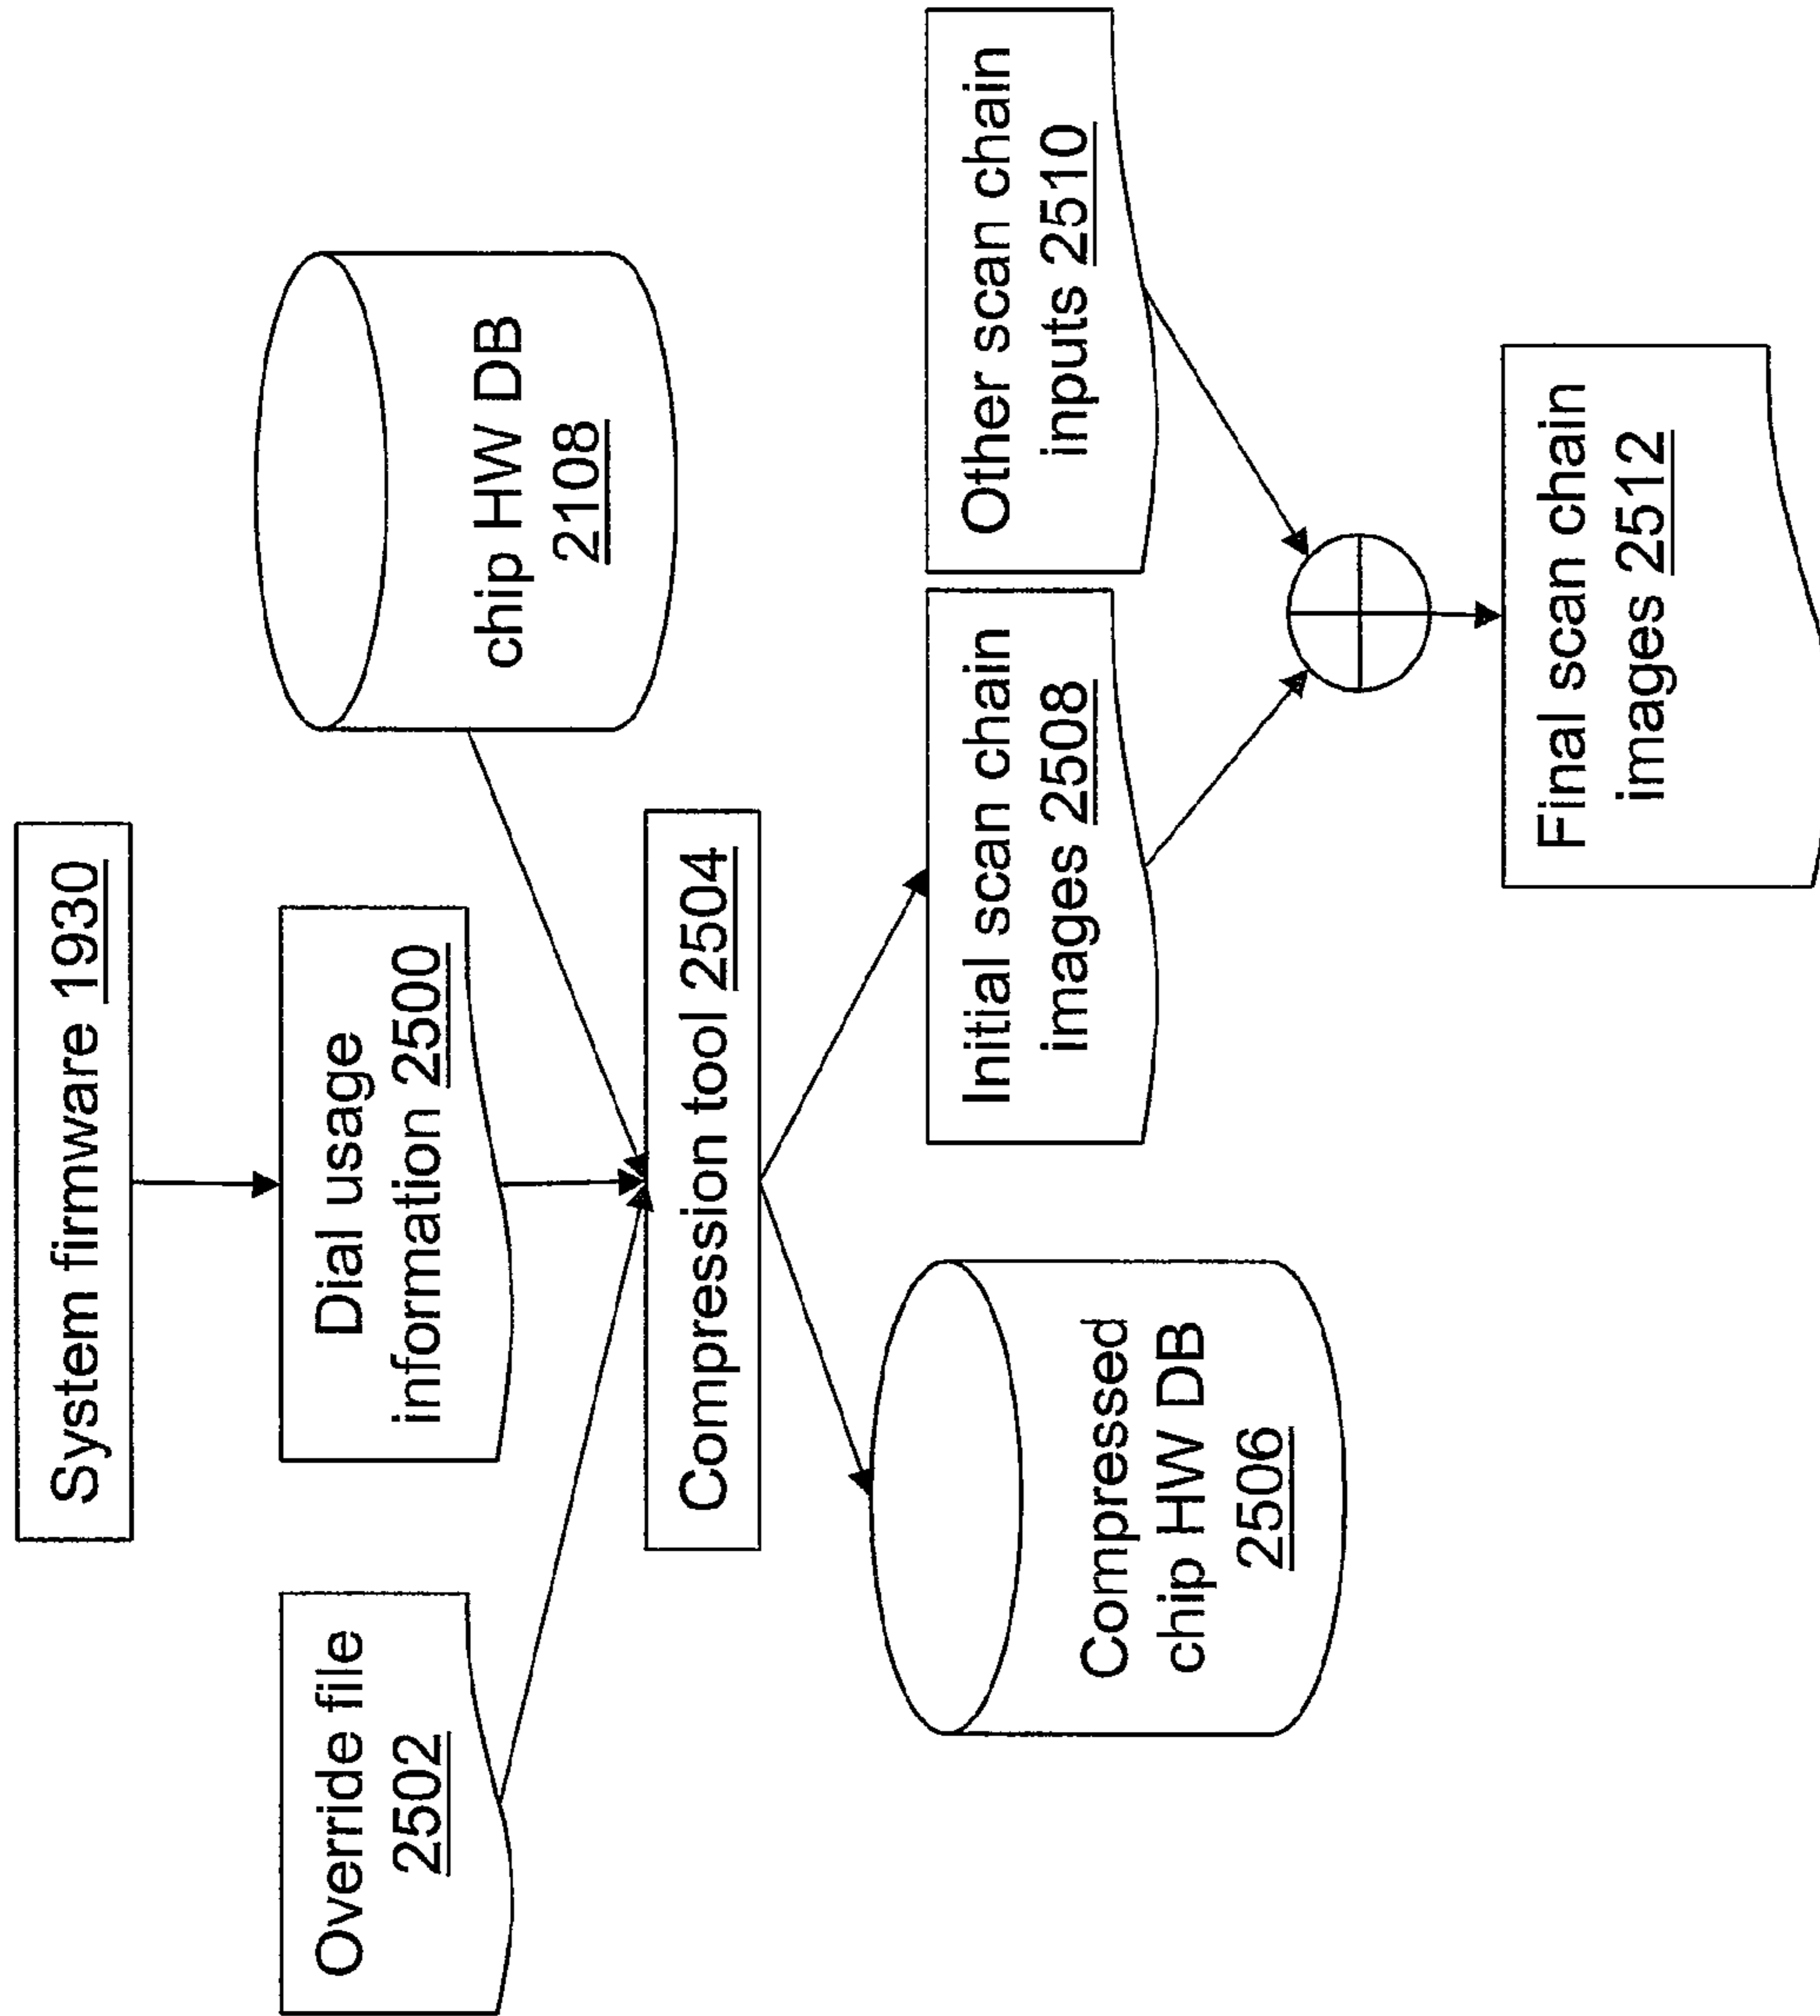 System firmware 1930
Override file
2502
Dial usage
information 2500
chip HW DB
2108
Compression tool 2504
Compressed
chip HW DB
2506
Initial scan chain
images 2508
Other scan chain
inputs 2510
Final scan chain
images 2512